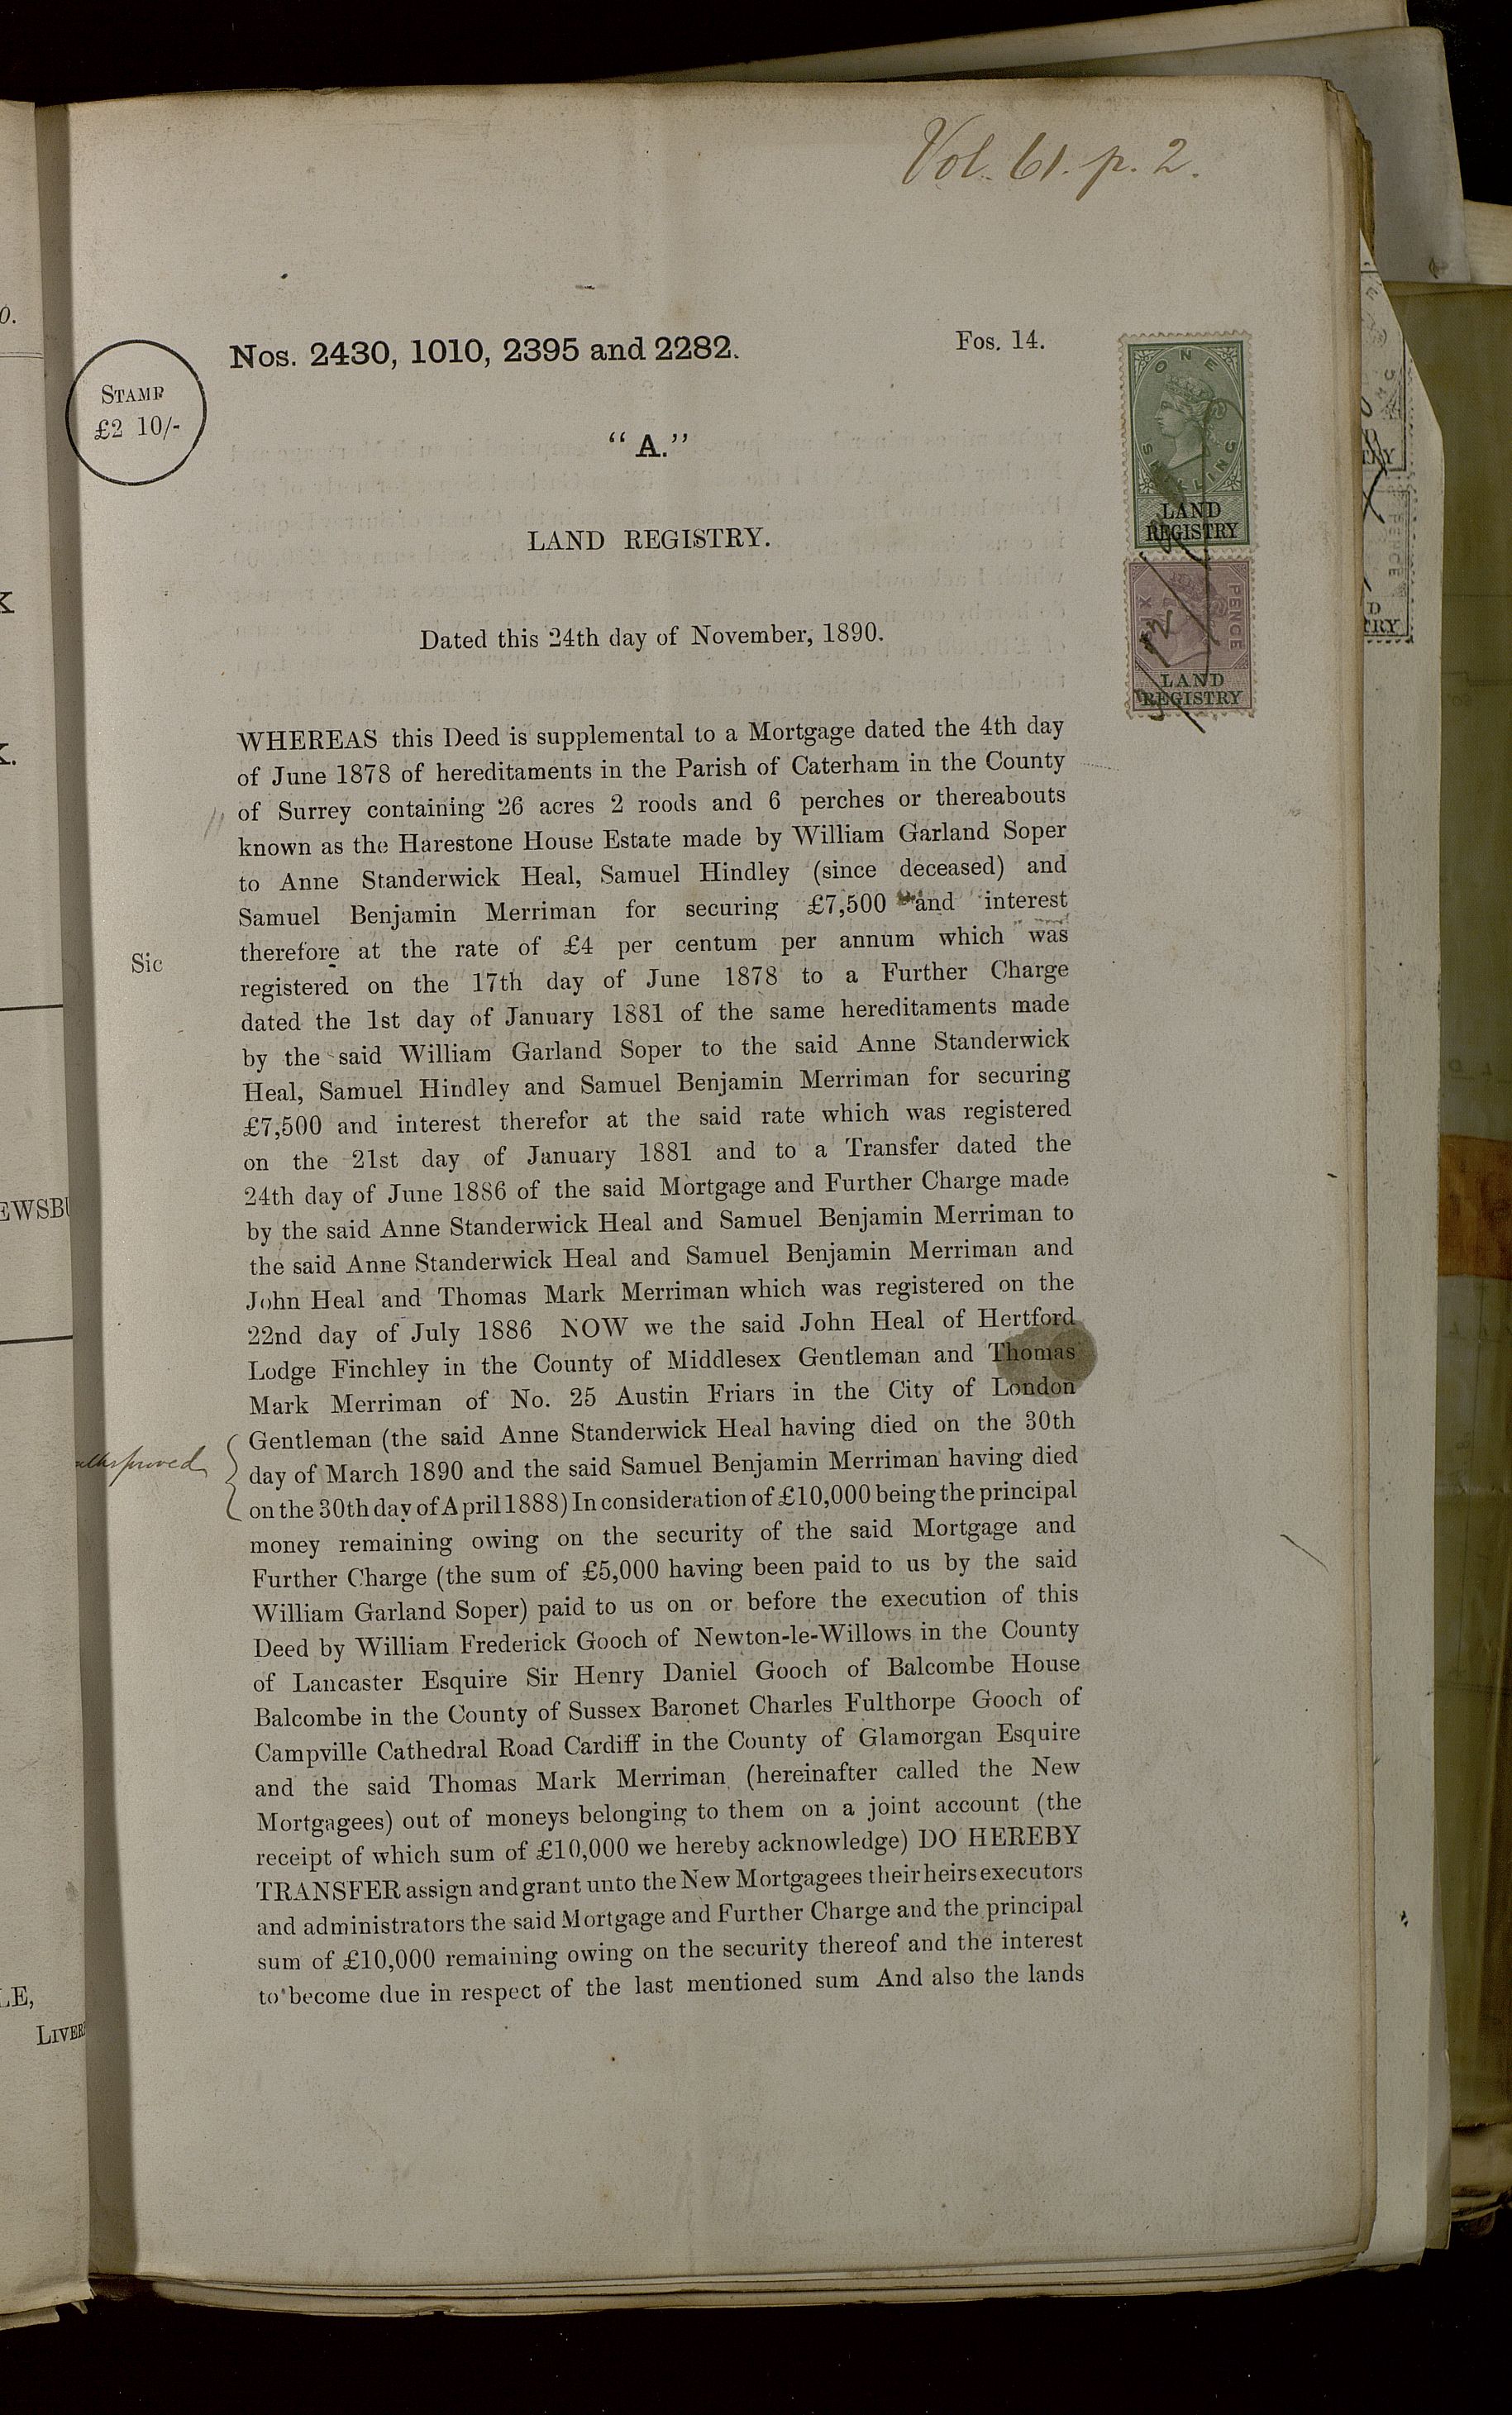 Vol. 61. p. 2.
Nos. 2430, 1010, 2395 and 2282.
Fos. 14.
STAMP
£2 10/-
ONE
SHILLING
LAND
REGISTRY
SIX
PENCE
LAND
REGISTRY
"A."
LAND REGISTRY.
Dated this 24th day of November, 1890.
WHEREAS this Deed is supplemental to a Mortgage dated the 4th day
of June 1878 of hereditaments in the Parish of Caterham in the County
of Surrey containing 26 acres 2 roods and 6 perches or thereabouts
known as the Harestone House Estate made by William Garland Soper
to Anne Standerwick Heal, Samuel Hindley (since deceased) and
Samuel Benjamin Merriman for securing £7,500 and interest
therefore at the rate of £4 per centum per annum which was
Sic
registered on the 17th day of June 1878 to a Further Charge
dated the 1st day of January 1881 of the same hereditaments made
by the said William Garland Soper to the said Anne Standerwick
Heal, Samuel Hindley and Samuel Benjamin Merriman for securing
£7,500 and interest therefor at the said rate which was registered
on the 21st day of January 1881 and to a Transfer dated the
24th day of June 1886 of the said Mortgage and Further Charge made
by the said Anne Standerwick Heal and Samuel Benjamin Merriman to
the said Anne Standerwick Heal and Samuel Benjamin Merriman and
John Heal and Thomas Mark Merriman which was registered on the
22nd day of July 1886 NOW we the said John Heal of Hertford
Lodge Finchley in the County of Middlesex Gentleman and Thomas
Mark Merriman of No. 25 Austin Friars in the City of London
Gentleman (the said Anne Standerwick Heal having died on the 30th
day of March 1890 and the said Samuel Benjamin Merriman having died
proved
on the 30th day of April 1888) In consideration of £10,000 being the principal
money remaining owing on the security of the said Mortgage and
Further Charge (the sum of £5,000 having been paid to us by the said
William Garland Soper) paid to us on or before the execution of this
Deed by William Frederick Gooch of Newton-le-Willows in the County
of Lancaster Esquire Sir Henry Daniel Gooch of Balcombe House
Balcombe in the County of Sussex Baronet Charles Fulthorpe Gooch of
Campville Cathedral Road Cardiff in the County of Glamorgan Esquire
and the said Thomas Mark Merriman (hereinafter called the New
Mortgagees) out of moneys belonging to them on a joint account (the
receipt of which sum of £10,000 we hereby acknowledge) DO HEREBY
TRANSFER assign and grant unto the New Mortgagees their heirs executors
and administrators the said Mortgage and Further Charge and the principal
sum of £10,000 remaining owing on the security thereof and the interest
to become due in respect of the last mentioned sum And also the lands